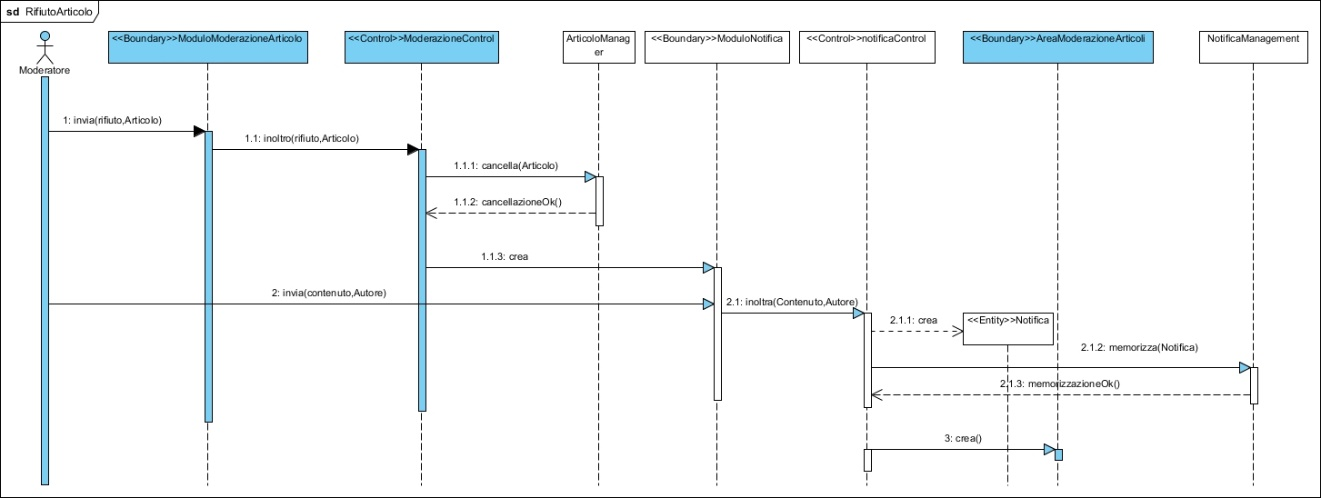 sd RifiutoArticolo
Moderatore
<<Boundary>>ModuloModerazioneArticolo
<<Control>>ModerazioneControl
ArticoloManag
er
<<Boundary>>ModuloNotifica
<<Control>>notificaControl
<<Boundary>>AreaModerazioneArticoli
NotificaManagement
1: invia(rifiuto,Articolo)
1.1: inoltro(rifiuto,Articolo)
1.1.1: cancella(Articolo)
1.1.2: cancellazioneOk()
1.1.3: crea
2: invia(contenuto,Autore)
2.1: inoltra(Contenuto,Autore)
2.1.1: crea
<<Entity>>Notifica
2.1.2: memorizza(Notifica)
2.1.3: memorizzazioneOk()
3: crea()